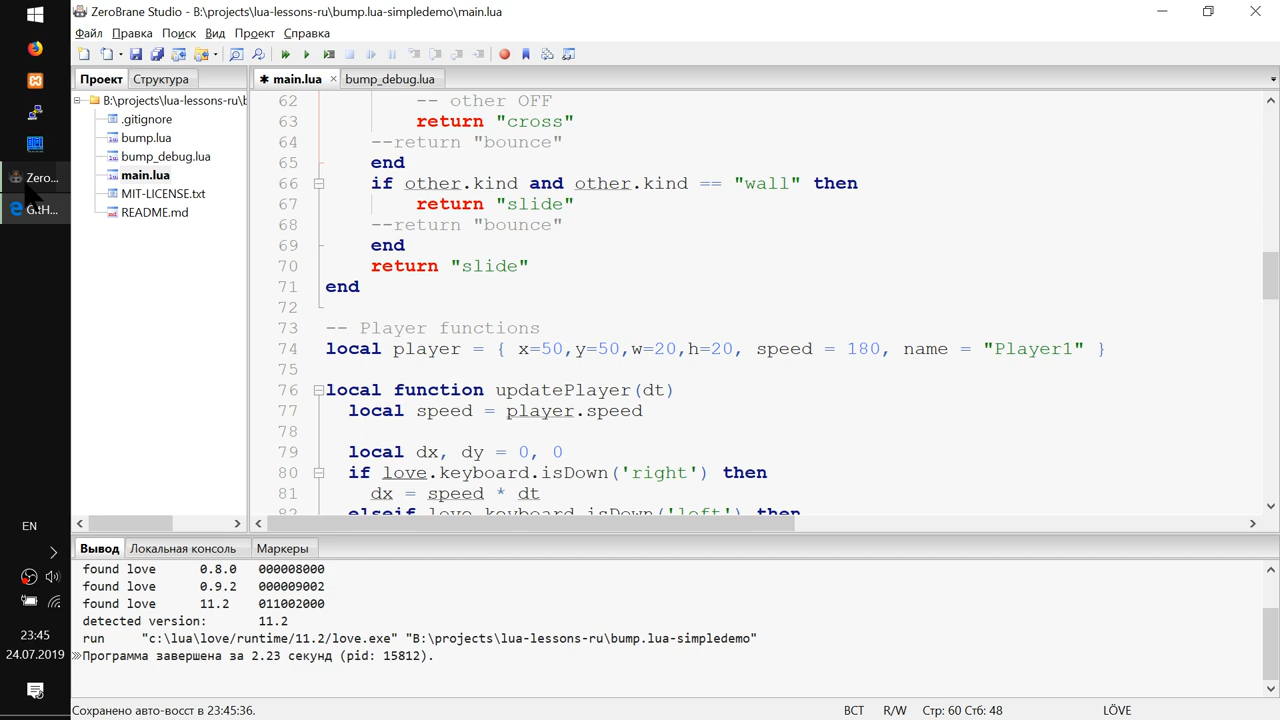 ZeroBrane Studio - B:\projects\lua-lessons-ru\bump.lua-simpledemo\main.lua
Файл Правка Поиск Вид Проект Справка
Проект Структура
✱ main.lua × bump_debug.lua
B:\projects\lua-lessons-ru\b
.gitignore
bump.lua
bump_debug.lua
main.lua
MIT-LICENSE.txt
README.md
Zero...
GitH...
62 -- other OFF
63 return "cross"
64 --return "bounce"
65 end
66 if other.kind and other.kind == "wall" then
67 return "slide"
68 --return "bounce"
69 end
70 return "slide"
71 end
72
73 -- Player functions
74 local player = { x=50,y=50,w=20,h=20, speed = 180, name = "Player1" }
75
76 local function updatePlayer(dt)
77 local speed = player.speed
78
79 local dx, dy = 0, 0
80 if love.keyboard.isDown('right') then
81 dx = speed * dt
82 elseif love.keyboard.isDown('left') then
Вывод Локальная консоль Маркеры
found love 0.8.0 000008000
found love 0.9.2 000009002
found love 11.2 011002000
detected version: 11.2
run "c:\lua\love/runtime/11.2/love.exe" "B:\projects\lua-lessons-ru\bump.lua-simpledemo"
Программа завершена за 2.23 секунд (pid: 15812).
EN
23:45
24.07.2019
Сохранено авто-восст в 23:45:36.
ВСТ R/W Стр: 60 Стб: 48 LÖVE